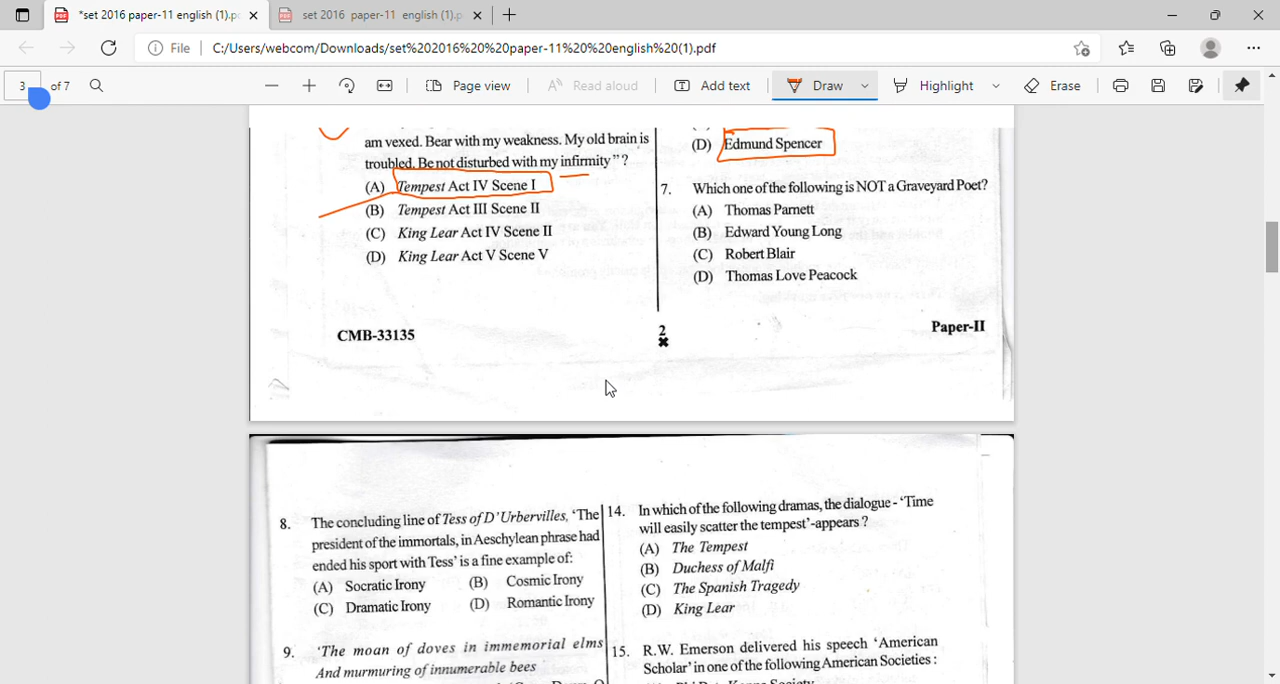 *set 2016 paper-11 english (1).p
set 2016 paper-11 english (1).p
File
C:/Users/webcom/Downloads/set%202016%20%20paper-11%20%20english%20(1).pdf
3 of 7
Page view
Read aloud
Add text
Draw
Highlight
Erase
am vexed. Bear with my weakness. My old brain is
troubled. Be not disturbed with my infirmity" ?
(A) Tempest Act IV Scene I
(B) Tempest Act III Scene II
(C) King Lear Act IV Scene II
(D) King Lear Act V Scene V
(D) Edmund Spencer
7. Which one of the following is NOT a Graveyard Poet?
(A) Thomas Parnett
(B) Edward Young Long
(C) Robert Blair
(D) Thomas Love Peacock
CMB-33135
2
Paper-II
8. The concluding line of Tess of D'Urbervilles, 'The
president of the immortals, in Aeschylean phrase had
ended his sport with Tess' is a fine example of:
(A) Socratic Irony (B) Cosmic Irony
(C) Dramatic Irony (D) Romantic Irony
9. 'The moan of doves in immemorial elms
And murmuring of innumerable bees
14. In which of the following dramas, the dialogue - 'Time
will easily scatter the tempest'-appears ?
(A) The Tempest
(B) Duchess of Malfi
(C) The Spanish Tragedy
(D) King Lear
15. R.W. Emerson delivered his speech 'American
Scholar' in one of the following American Societies :